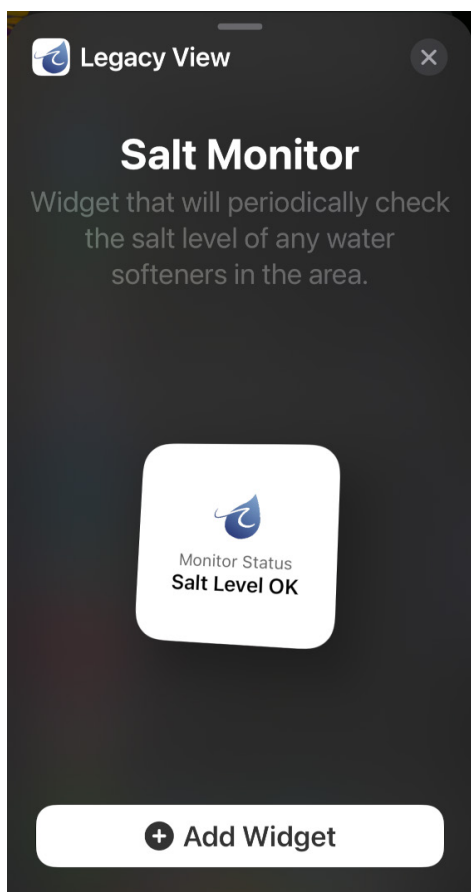 Legacy View
Salt Monitor
Widget that will periodically check
the salt level of any water
softeners in the area.
Monitor Status
Salt Level OK
Add Widget